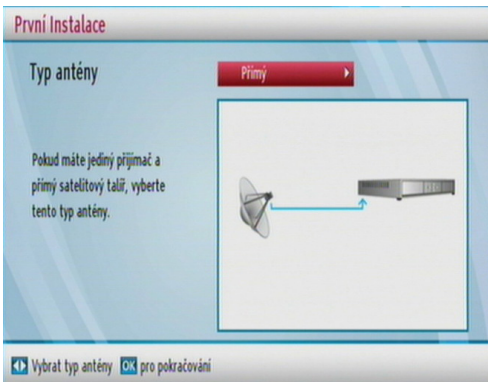 První Instalace
Typ antény
Přímý
Pokud máte jediný přijímač a
přímý satelitový talíř, vyberte
tento typ antény.
Vybrat typ antény OK pro pokračování